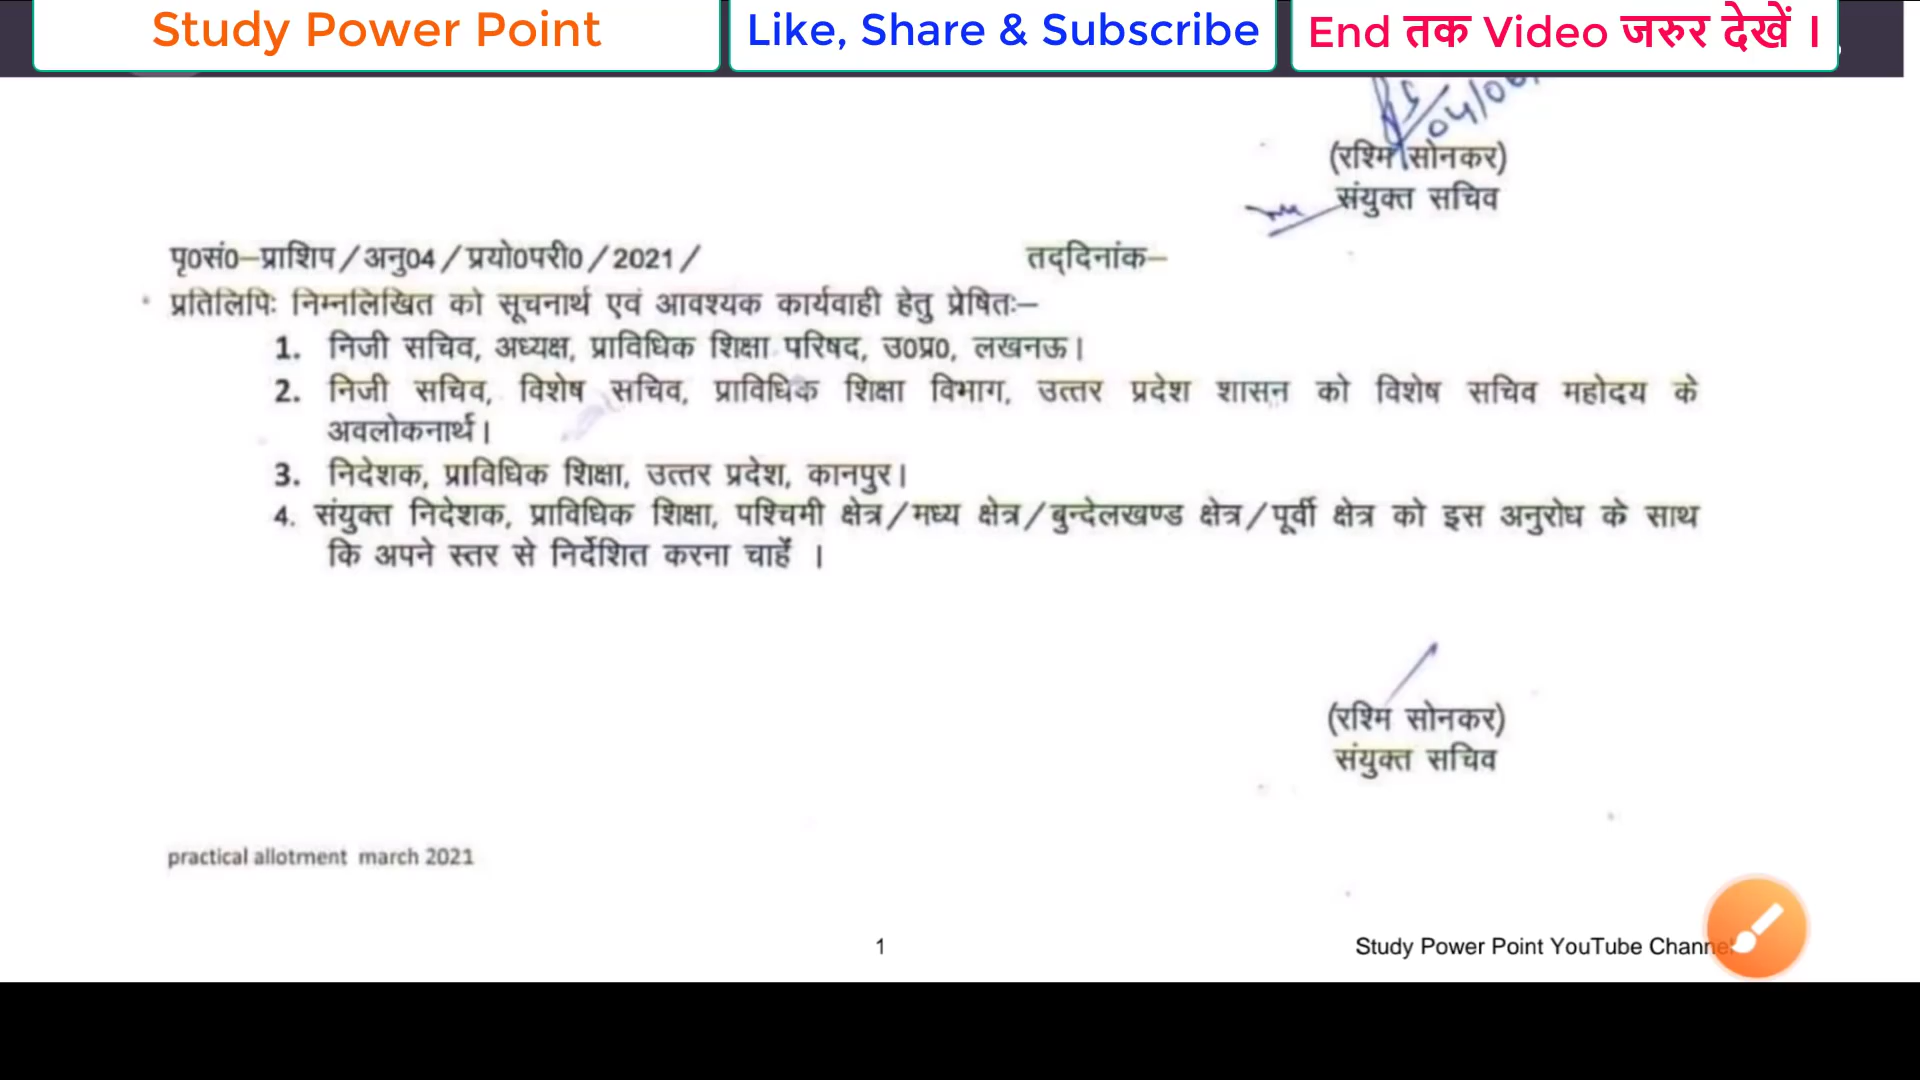 Study Power Point
Like, Share & Subscribe
End तक Video जरुर देखें ।
(रश्मि सोनकर)
संयुक्त सचिव
पृ0सं0–प्राशिप/अनु04/प्रयो0परी0/2021/ तद्दिनांक–
प्रतिलिपिः निम्नलिखित को सूचनार्थ एवं आवश्यक कार्यवाही हेतु प्रेषितः–
1. निजी सचिव, अध्यक्ष, प्राविधिक शिक्षा परिषद, उ0प्र0, लखनऊ।
2. निजी सचिव, विशेष सचिव, प्राविधिक शिक्षा विभाग, उत्तर प्रदेश शासन को विशेष सचिव महोदय के
अवलोकनार्थ।
3. निदेशक, प्राविधिक शिक्षा, उत्तर प्रदेश, कानपुर।
4. संयुक्त निदेशक, प्राविधिक शिक्षा, पश्चिमी क्षेत्र/मध्य क्षेत्र/बुन्देलखण्ड क्षेत्र/पूर्वी क्षेत्र को इस अनुरोध के साथ
कि अपने स्तर से निर्देशित करना चाहें ।
(रश्मि सोनकर)
संयुक्त सचिव
practical allotment march 2021
1
Study Power Point YouTube